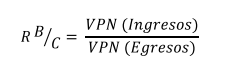 R B/C = VPN (Ingresos) / VPN (Egresos)